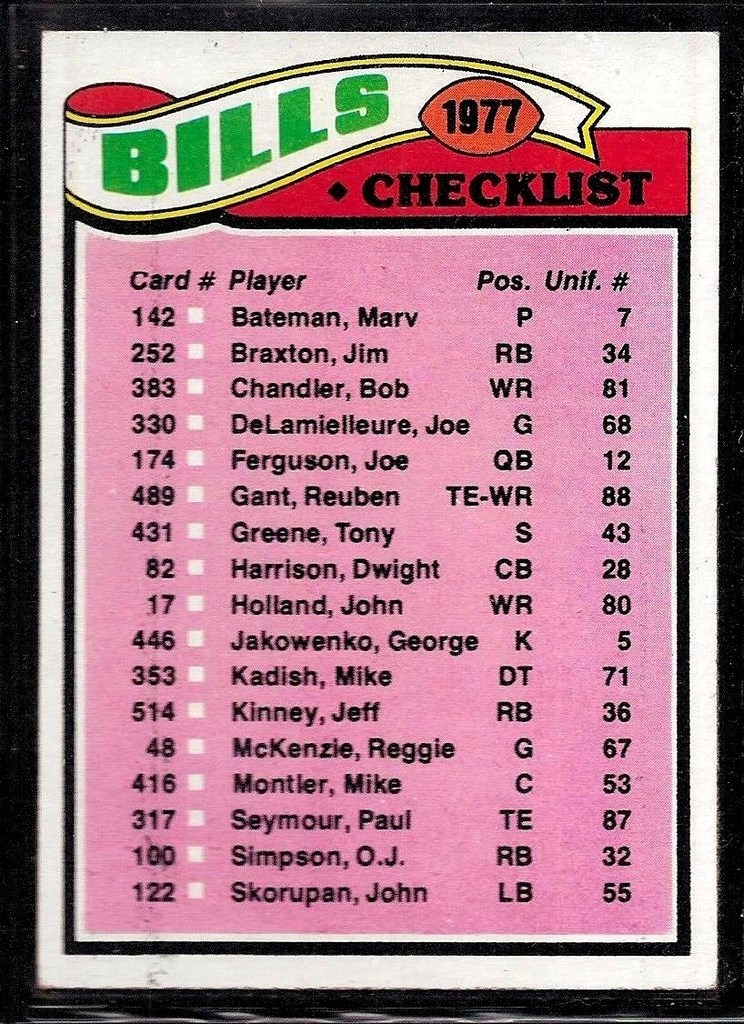 BILLS
1977
◆ CHECKLIST
Card # Player Pos. Unif. #
142 Bateman, Marv P 7
252 Braxton, Jim RB 34
383 Chandler, Bob WR 81
330 DeLamielleure, Joe G 68
174 Ferguson, Joe QB 12
489 Gant, Reuben TE-WR 88
431 Greene, Tony S 43
82 Harrison, Dwight CB 28
17 Holland, John WR 80
446 Jakowenko, George K 5
353 Kadish, Mike DT 71
514 Kinney, Jeff RB 36
48 McKenzie, Reggie G 67
416 Montler, Mike C 53
317 Seymour, Paul TE 87
100 Simpson, O.J. RB 32
122 Skorupan, John LB 55